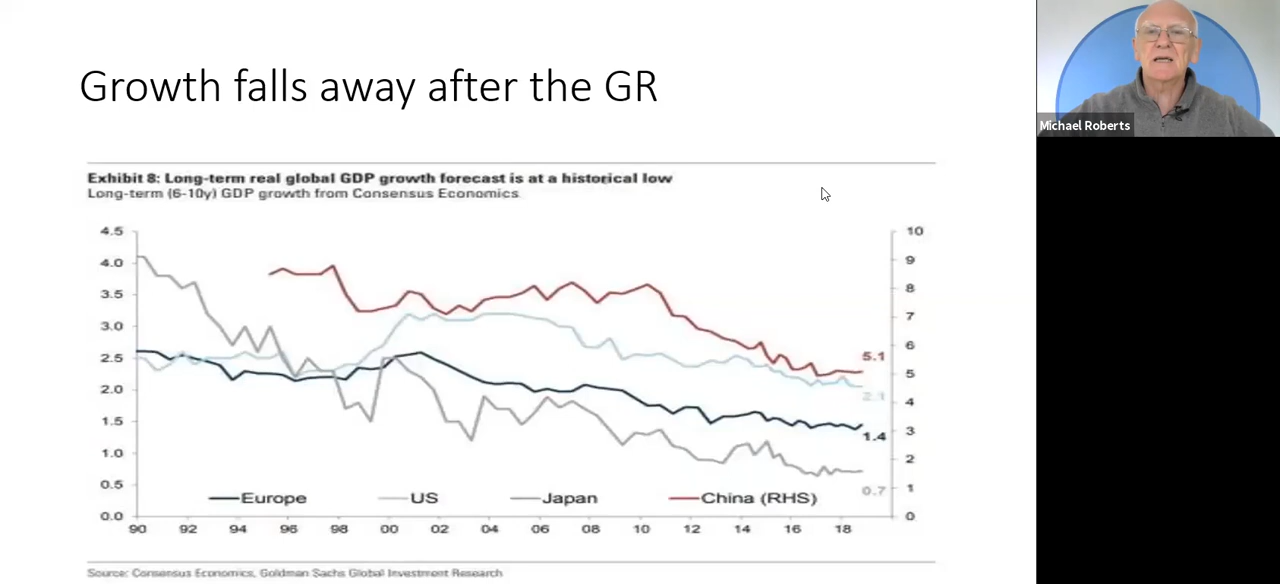 Growth falls away after the GR
Michael Roberts
Exhibit 8: Long-term real global GDP growth forecast is at a historical low
Long-term (6-10y) GDP growth from Consensus Economics
4.5 10
4.0 9
3.5 8
3.0 7
2.5 6
2.0 5
1.5 4
1.0 3
0.5 2
0.0 1
0
5.1
2.1
1.4
0.7
Europe US Japan China (RHS)
90 92 94 96 98 00 02 04 06 08 10 12 14 16 18
Source: Consensus Economics, Goldman Sachs Global Investment Research